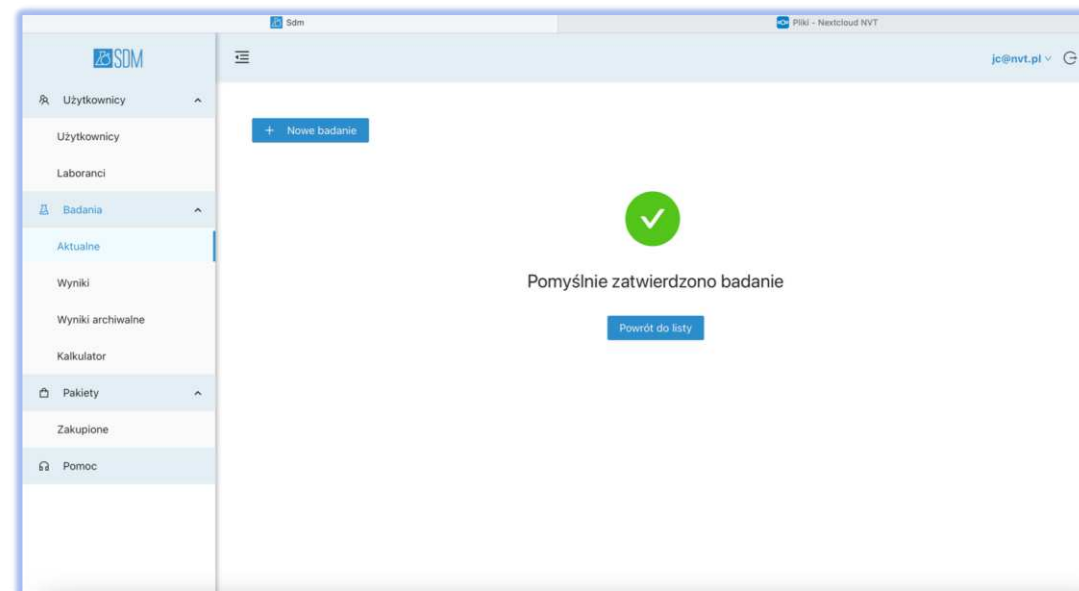 Sdm
Pliki - Nextcloud NVT
SDM
jc@nvt.pl
Użytkownicy
Użytkownicy
Laboranci
Badania
Aktualne
Wyniki
Wyniki archiwalne
Kalkulator
Pakiety
Zakupione
Pomoc
+ Nowe badanie
Pomyślnie zatwierdzono badanie
Powrót do listy